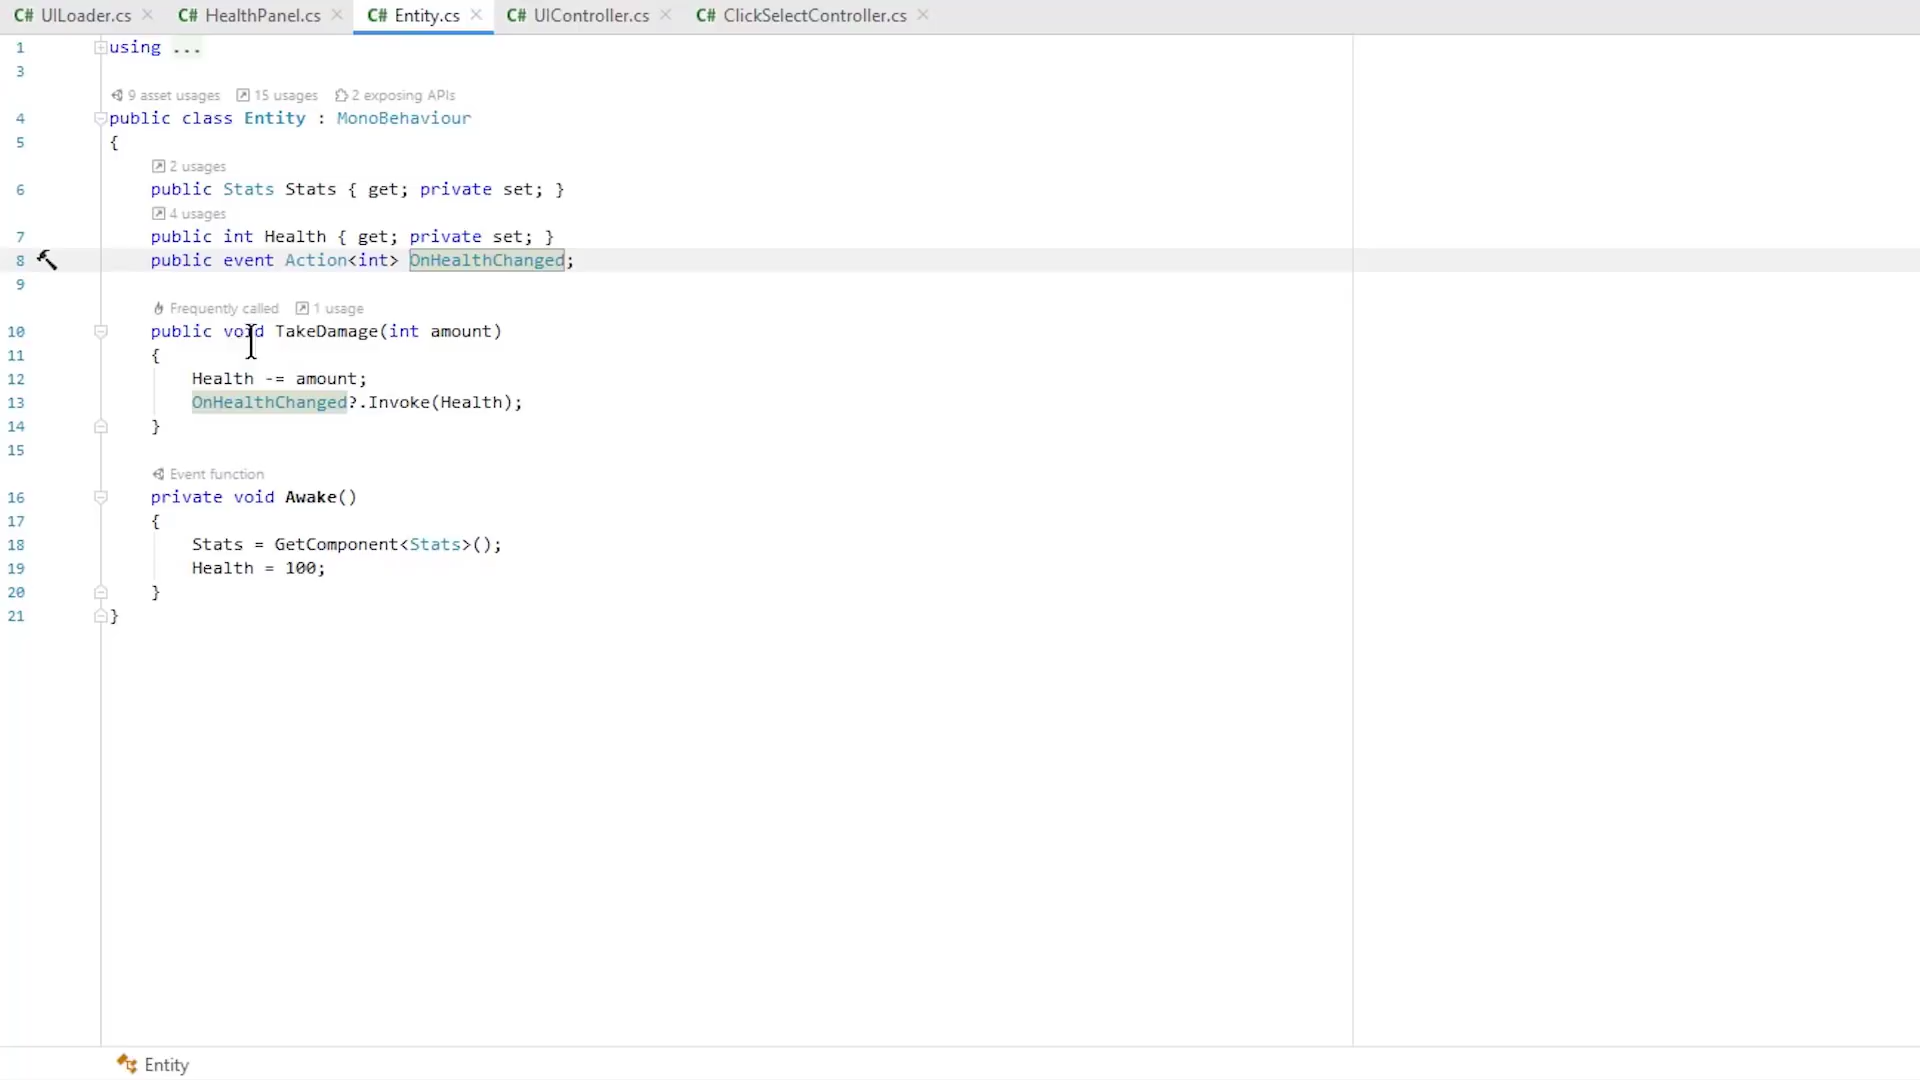 C# UILoader.cs × C# HealthPanel.cs × C# Entity.cs × C# UIController.cs × C# ClickSelectController.cs ×
1 using ...
3
9 asset usages 15 usages 2 exposing APIs
4 public class Entity : MonoBehaviour
5 {
2 usages
6 public Stats Stats { get; private set; }
4 usages
7 public int Health { get; private set; }
8 public event Action<int> OnHealthChanged;
9
Frequently called 1 usage
10 public void TakeDamage(int amount)
11 {
12 Health -= amount;
13 OnHealthChanged?.Invoke(Health);
14 }
15
Event function
16 private void Awake()
17 {
18 Stats = GetComponent<Stats>();
19 Health = 100;
20 }
21 }
Entity